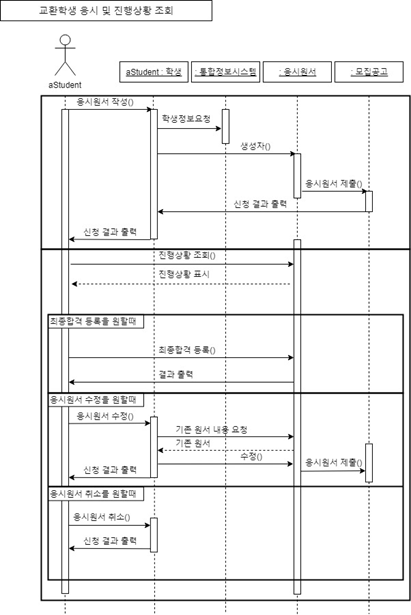 교환학생 응시 및 진행상황 조회
aStudent
aStudent : 학생
: 통합정보시스템
: 응시원서
: 모집공고
응시원서 작성()
학생정보요청
생성자()
응시원서 제출()
신청 결과 출력
신청 결과 출력
진행상황 조회()
진행상황 표시
최종합격 등록을 원할때
최종합격 등록()
결과 출력
응시원서 수정을 원할때
응시원서 수정()
기존 원서 내용 요청
기존 원서
수정()
응시원서 제출()
신청 결과 출력
응시원서 취소를 원할때
응시원서 취소()
신청 결과 출력